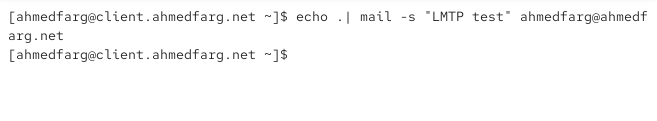 [ahmedfarg@client.ahmedfarg.net ~]$ echo .| mail -s "LMTP test" ahmedfarg@ahmedf
arg.net
[ahmedfarg@client.ahmedfarg.net ~]$